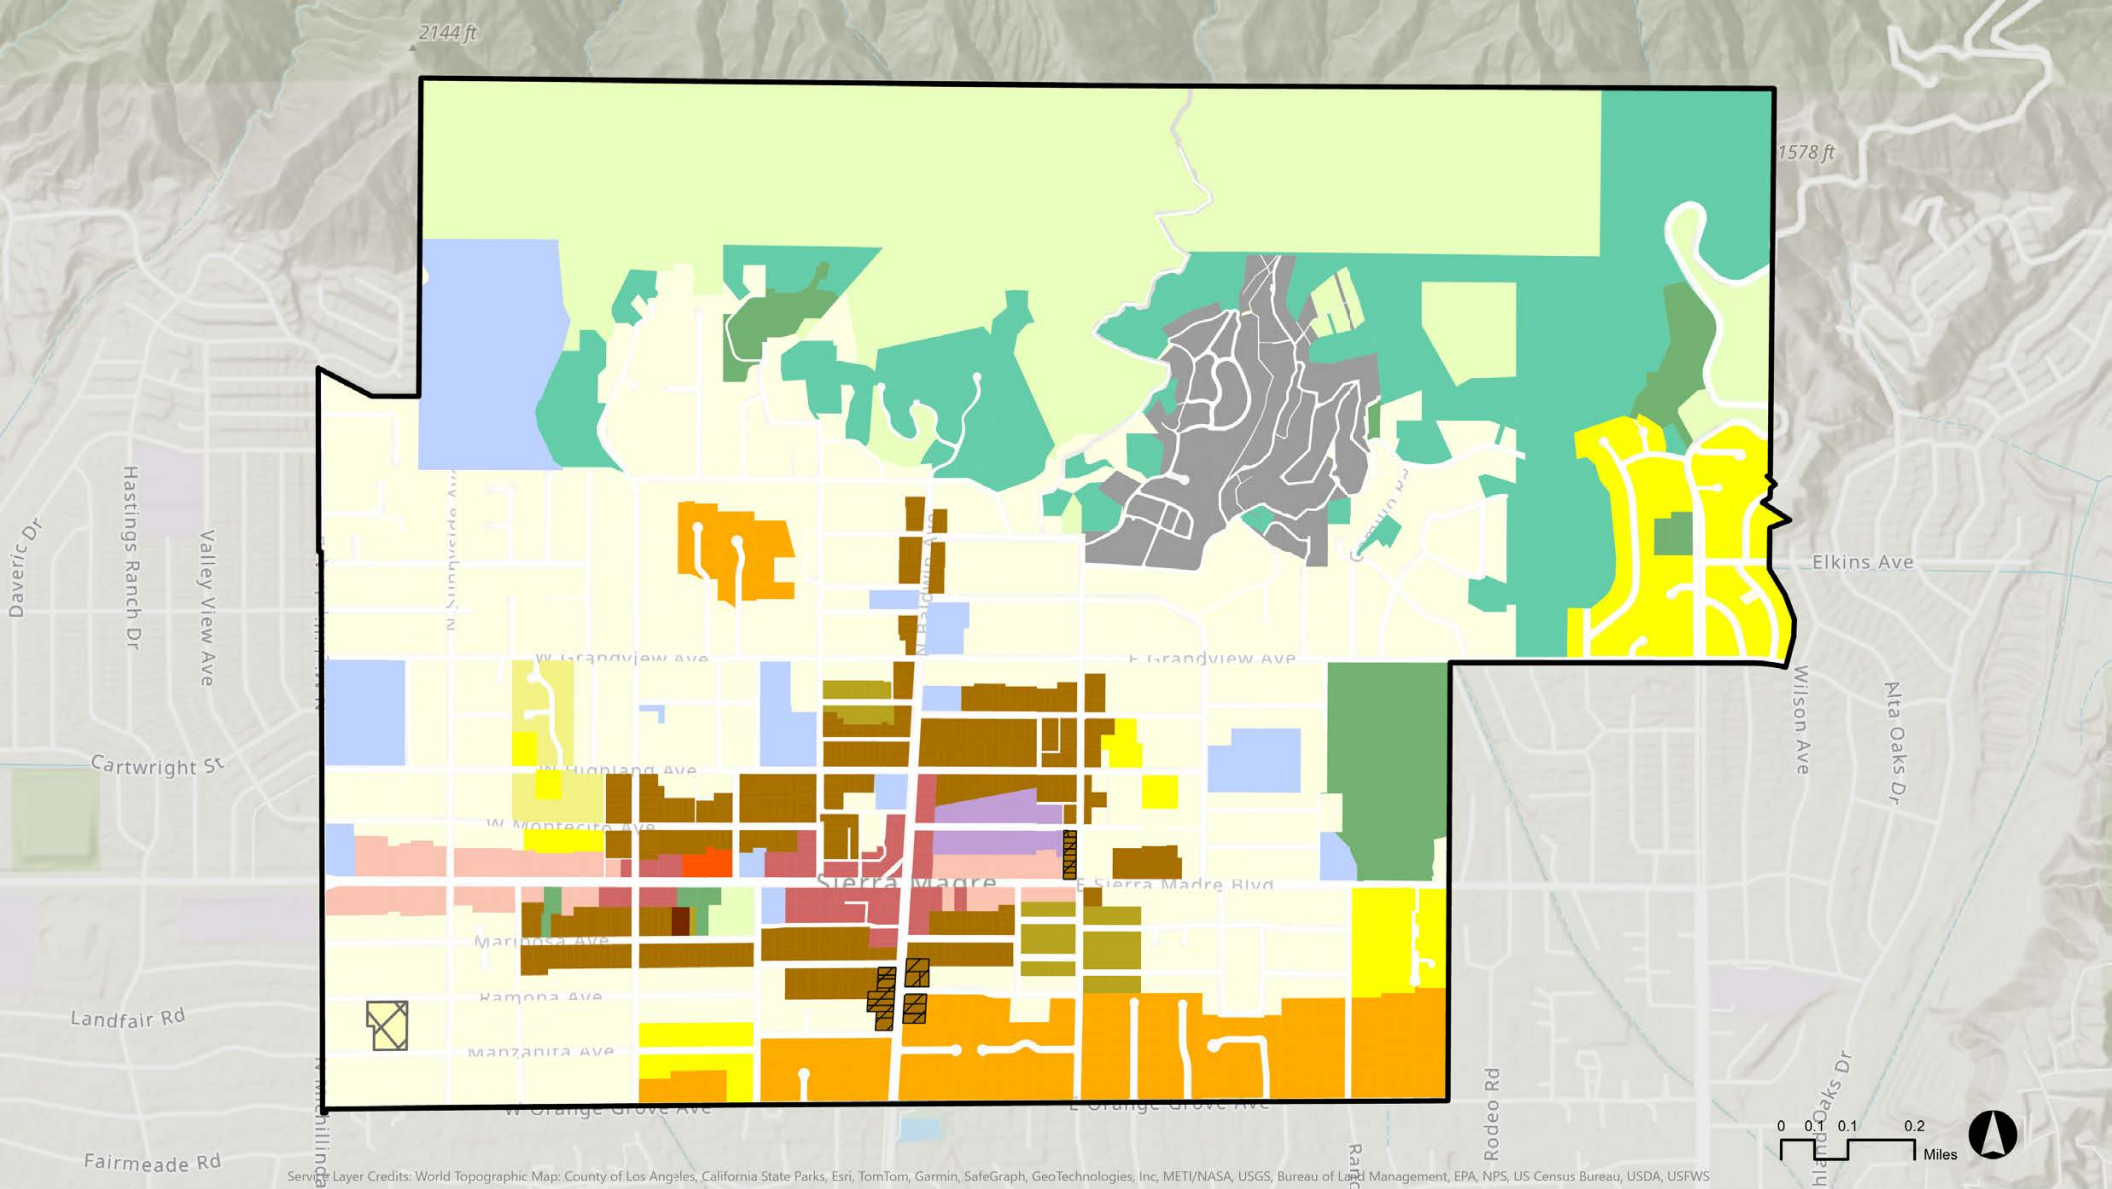 2144 ft
1578 ft
Daveric Dr
Hastings Ranch Dr
Valley View Ave
N Sunnyside Ave
N Baldwin Ave
Elkins Ave
W Grandview Ave
E Grandview Ave
Wilson Ave
Alta Oaks Dr
Cartwright St
W Highland Ave
W Montecito Ave
Sierra Madre
E Sierra Madre Blvd
Mariposa Ave
Ramona Ave
Landfair Rd
Manzanita Ave
W Orange Grove Ave
E Orange Grove Ave
Rodeo Rd
Fairmeade Rd
0 0.1 0.1 0.2
Miles
Service Layer Credits: World Topographic Map: County of Los Angeles, California State Parks, Esri, TomTom, Garmin, SafeGraph, GeoTechnologies, Inc, METI/NASA, USGS, Bureau of Land Management, EPA, NPS, US Census Bureau, USDA, USFWS